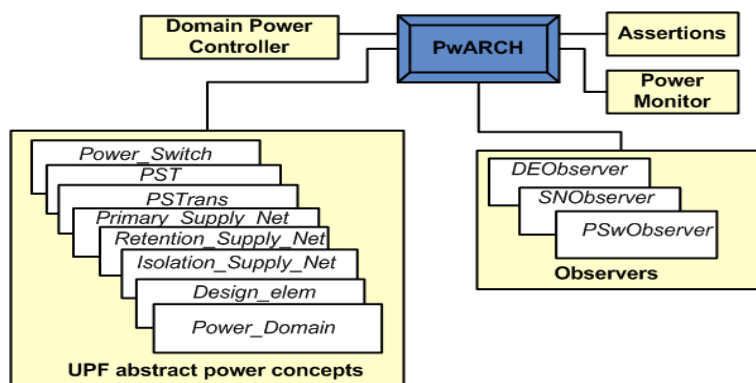 Domain Power
Controller
PwARCH
Assertions
Power
Monitor
Power_Switch
PST
PSTrans
Primary_Supply_Net
Retention_Supply_Net
Isolation_Supply_Net
Design_elem
Power_Domain
UPF abstract power concepts
DEObserver
SNObserver
PSwObserver
Observers